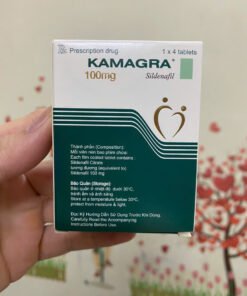 Prescription drug
1 x 4 tablets
KAMAGRA
100mg
Sildenafil
Thành phần (Composition):
Mỗi viên nén bao phim chứa:
Each film coated tablet contains:
Sildenafil Citrate
tương đương (equivalent to)
Sildenafil 100 mg
Bảo Quản (Storage):
Bảo quản ở nhiệt độ dưới 30°C,
tránh ẩm và ánh sáng
Store at a temperature below 30°C,
protect from moisture & light.
Đọc Kỹ Hướng Dẫn Sử Dụng Trước Khi Dùng.
Carefully Read the Accompanying
Instructions Before Use.